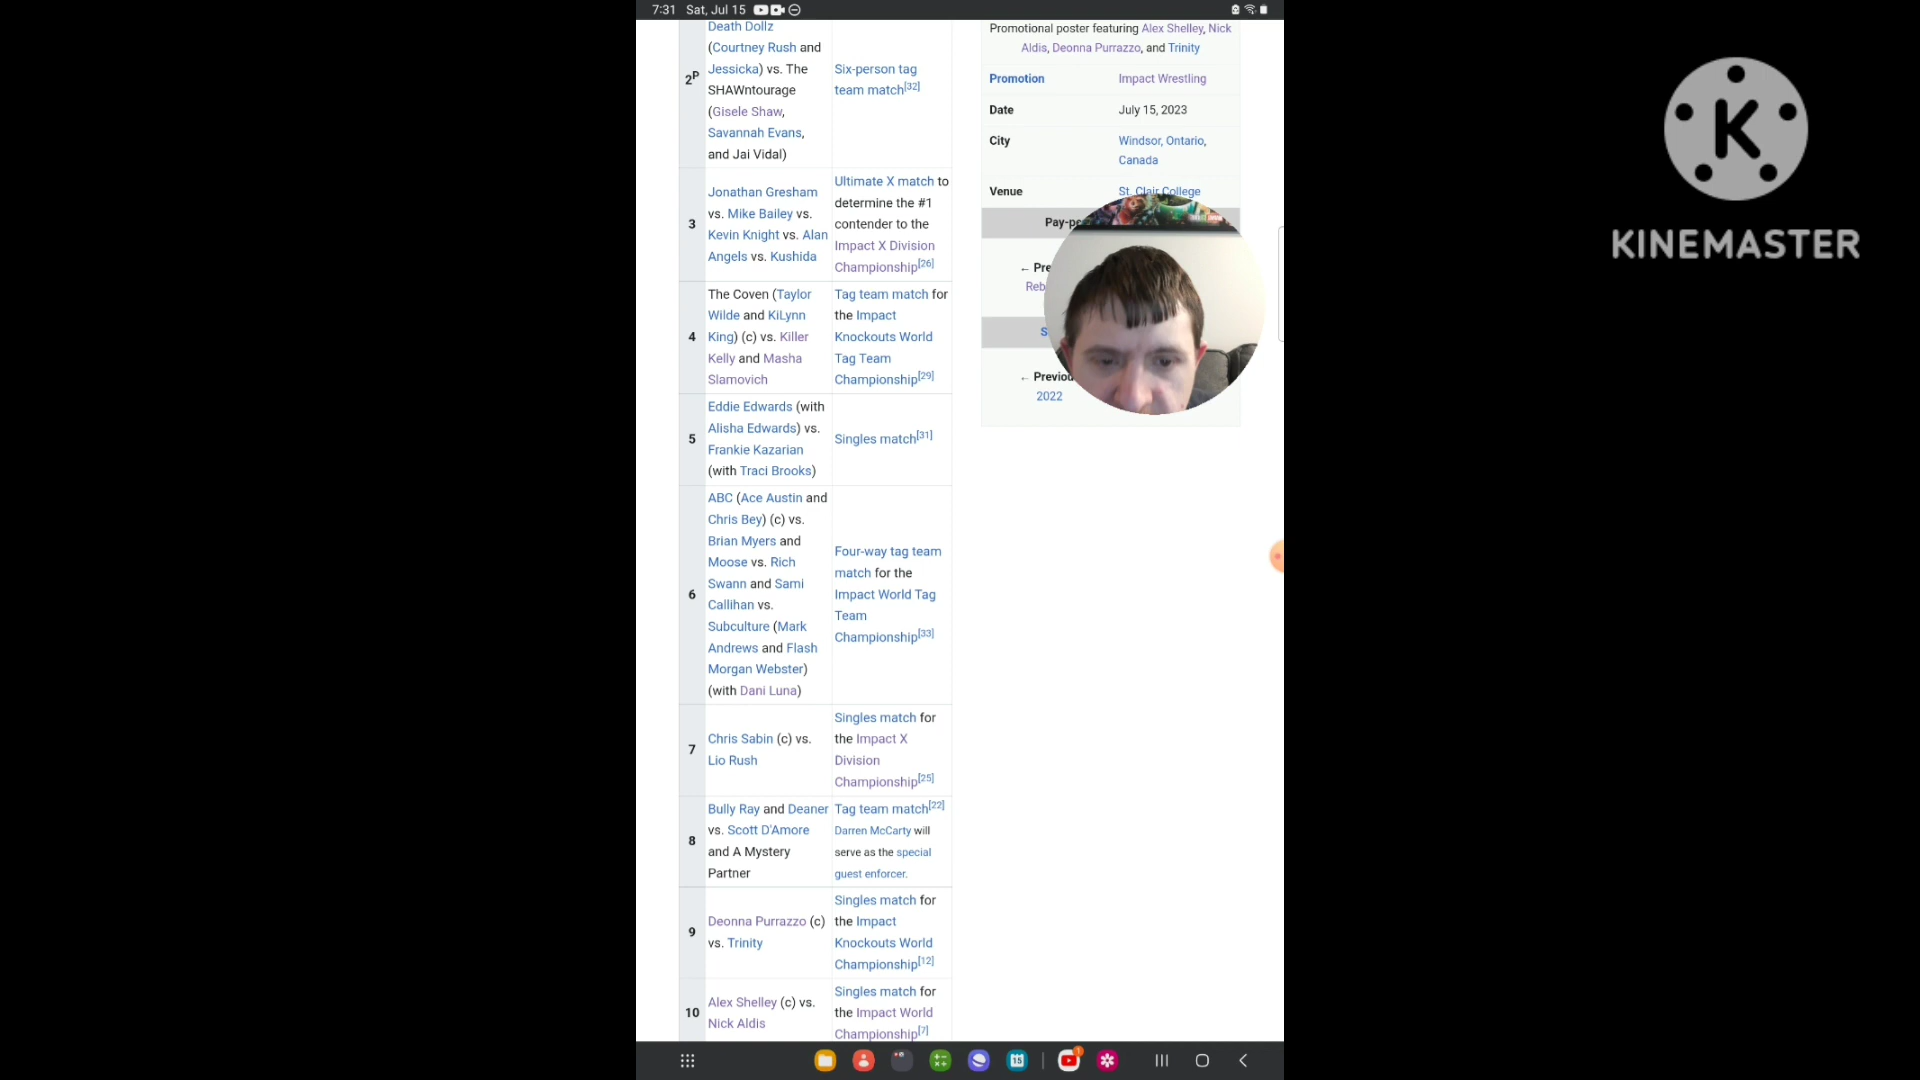 7:31 Sat, Jul 15
Death Dollz
(Courtney Rush and
Jessicka) vs. The
SHAWntourage
(Gisele Shaw,
Savannah Evans,
and Jai Vidal)
2P
Six-person tag
team match[32]
3
Jonathan Gresham
vs. Mike Bailey vs.
Kevin Knight vs. Alan
Angels vs. Kushida
Ultimate X match to
determine the #1
contender to the
Impact X Division
Championship[26]
4
The Coven (Taylor
Wilde and KiLynn
King) (c) vs. Killer
Kelly and Masha
Slamovich
Tag team match for
the Impact
Knockouts World
Tag Team
Championship[29]
5
Eddie Edwards (with
Alisha Edwards) vs.
Frankie Kazarian
(with Traci Brooks)
Singles match[31]
6
ABC (Ace Austin and
Chris Bey) (c) vs.
Brian Myers and
Moose vs. Rich
Swann and Sami
Callihan vs.
Subculture (Mark
Andrews and Flash
Morgan Webster)
(with Dani Luna)
Four-way tag team
match for the
Impact World Tag
Team
Championship[33]
7
Chris Sabin (c) vs.
Lio Rush
Singles match for
the Impact X
Division
Championship[25]
8
Bully Ray and Deaner
vs. Scott D'Amore
and A Mystery
Partner
Tag team match[22]
Darren McCarty will
serve as the special
guest enforcer.
9
Deonna Purrazzo (c)
vs. Trinity
Singles match for
the Impact
Knockouts World
Championship[12]
10
Alex Shelley (c) vs.
Nick Aldis
Singles match for
the Impact World
Championship[7]
Promotional poster featuring Alex Shelley, Nick
Aldis, Deonna Purrazzo, and Trinity
Promotion Impact Wrestling
Date July 15, 2023
City Windsor, Ontario,
Canada
Venue St. Clair College
← 
2022
15
1
K
KINEMASTER